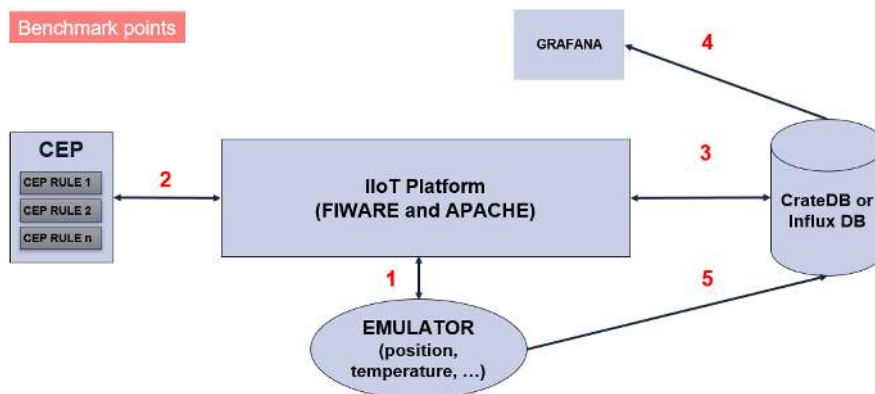 Benchmark points
GRAFANA
4
CEP
CEP RULE 1
CEP RULE 2
CEP RULE n
2
IIoT Platform
(FIWARE and APACHE)
3
CrateDB or
Influx DB
1
5
EMULATOR
(position,
temperature, …)